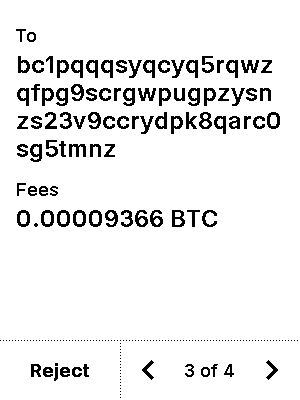 To
bc1pqqqsyqcyq5rqwz
qfpg9scrgwpugpzysn
zs23v9ccrydpk8qarc0
sg5tmnz
Fees
0.00009366 BTC
Reject
3 of 4